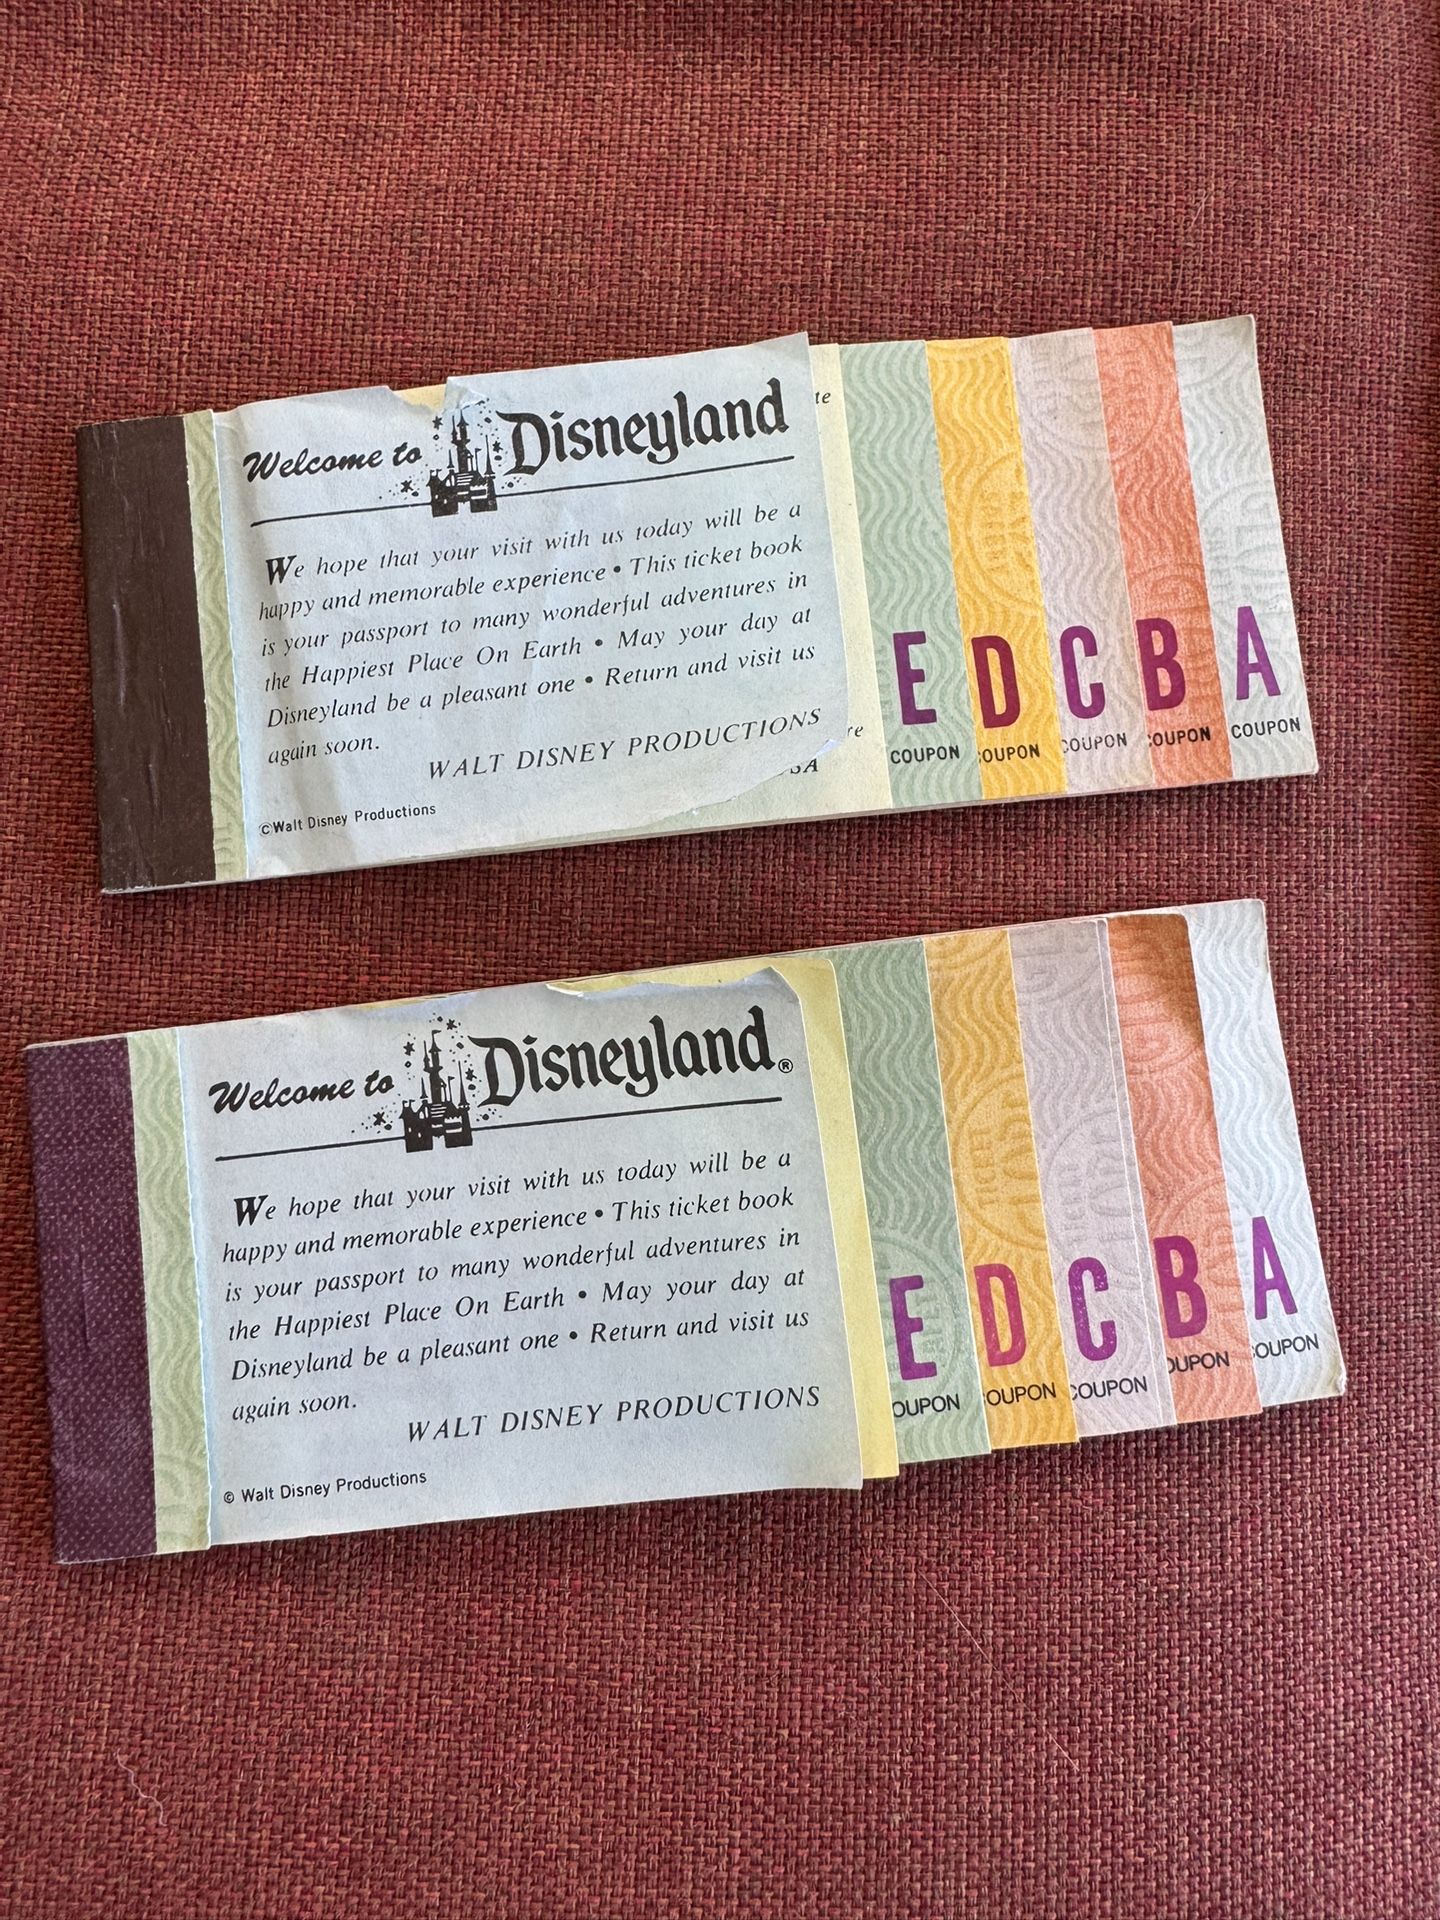 Welcome to Disneyland
We hope that your visit with us today will be a
happy and memorable experience • This ticket book
is your passport to many wonderful adventures in
the Happiest Place On Earth • May your day at
Disneyland be a pleasant one • Return and visit us
again soon.
WALT DISNEY PRODUCTIONS
©Walt Disney Productions
te
re
SA
E D C B A
COUPON COUPON COUPON COUPON COUPON
Welcome to Disneyland®
We hope that your visit with us today will be a
happy and memorable experience • This ticket book
is your passport to many wonderful adventures in
the Happiest Place On Earth • May your day at
Disneyland be a pleasant one • Return and visit us
again soon.
WALT DISNEY PRODUCTIONS
© Walt Disney Productions
E D C B A
OUPON OUPON COUPON OUPON COUPON